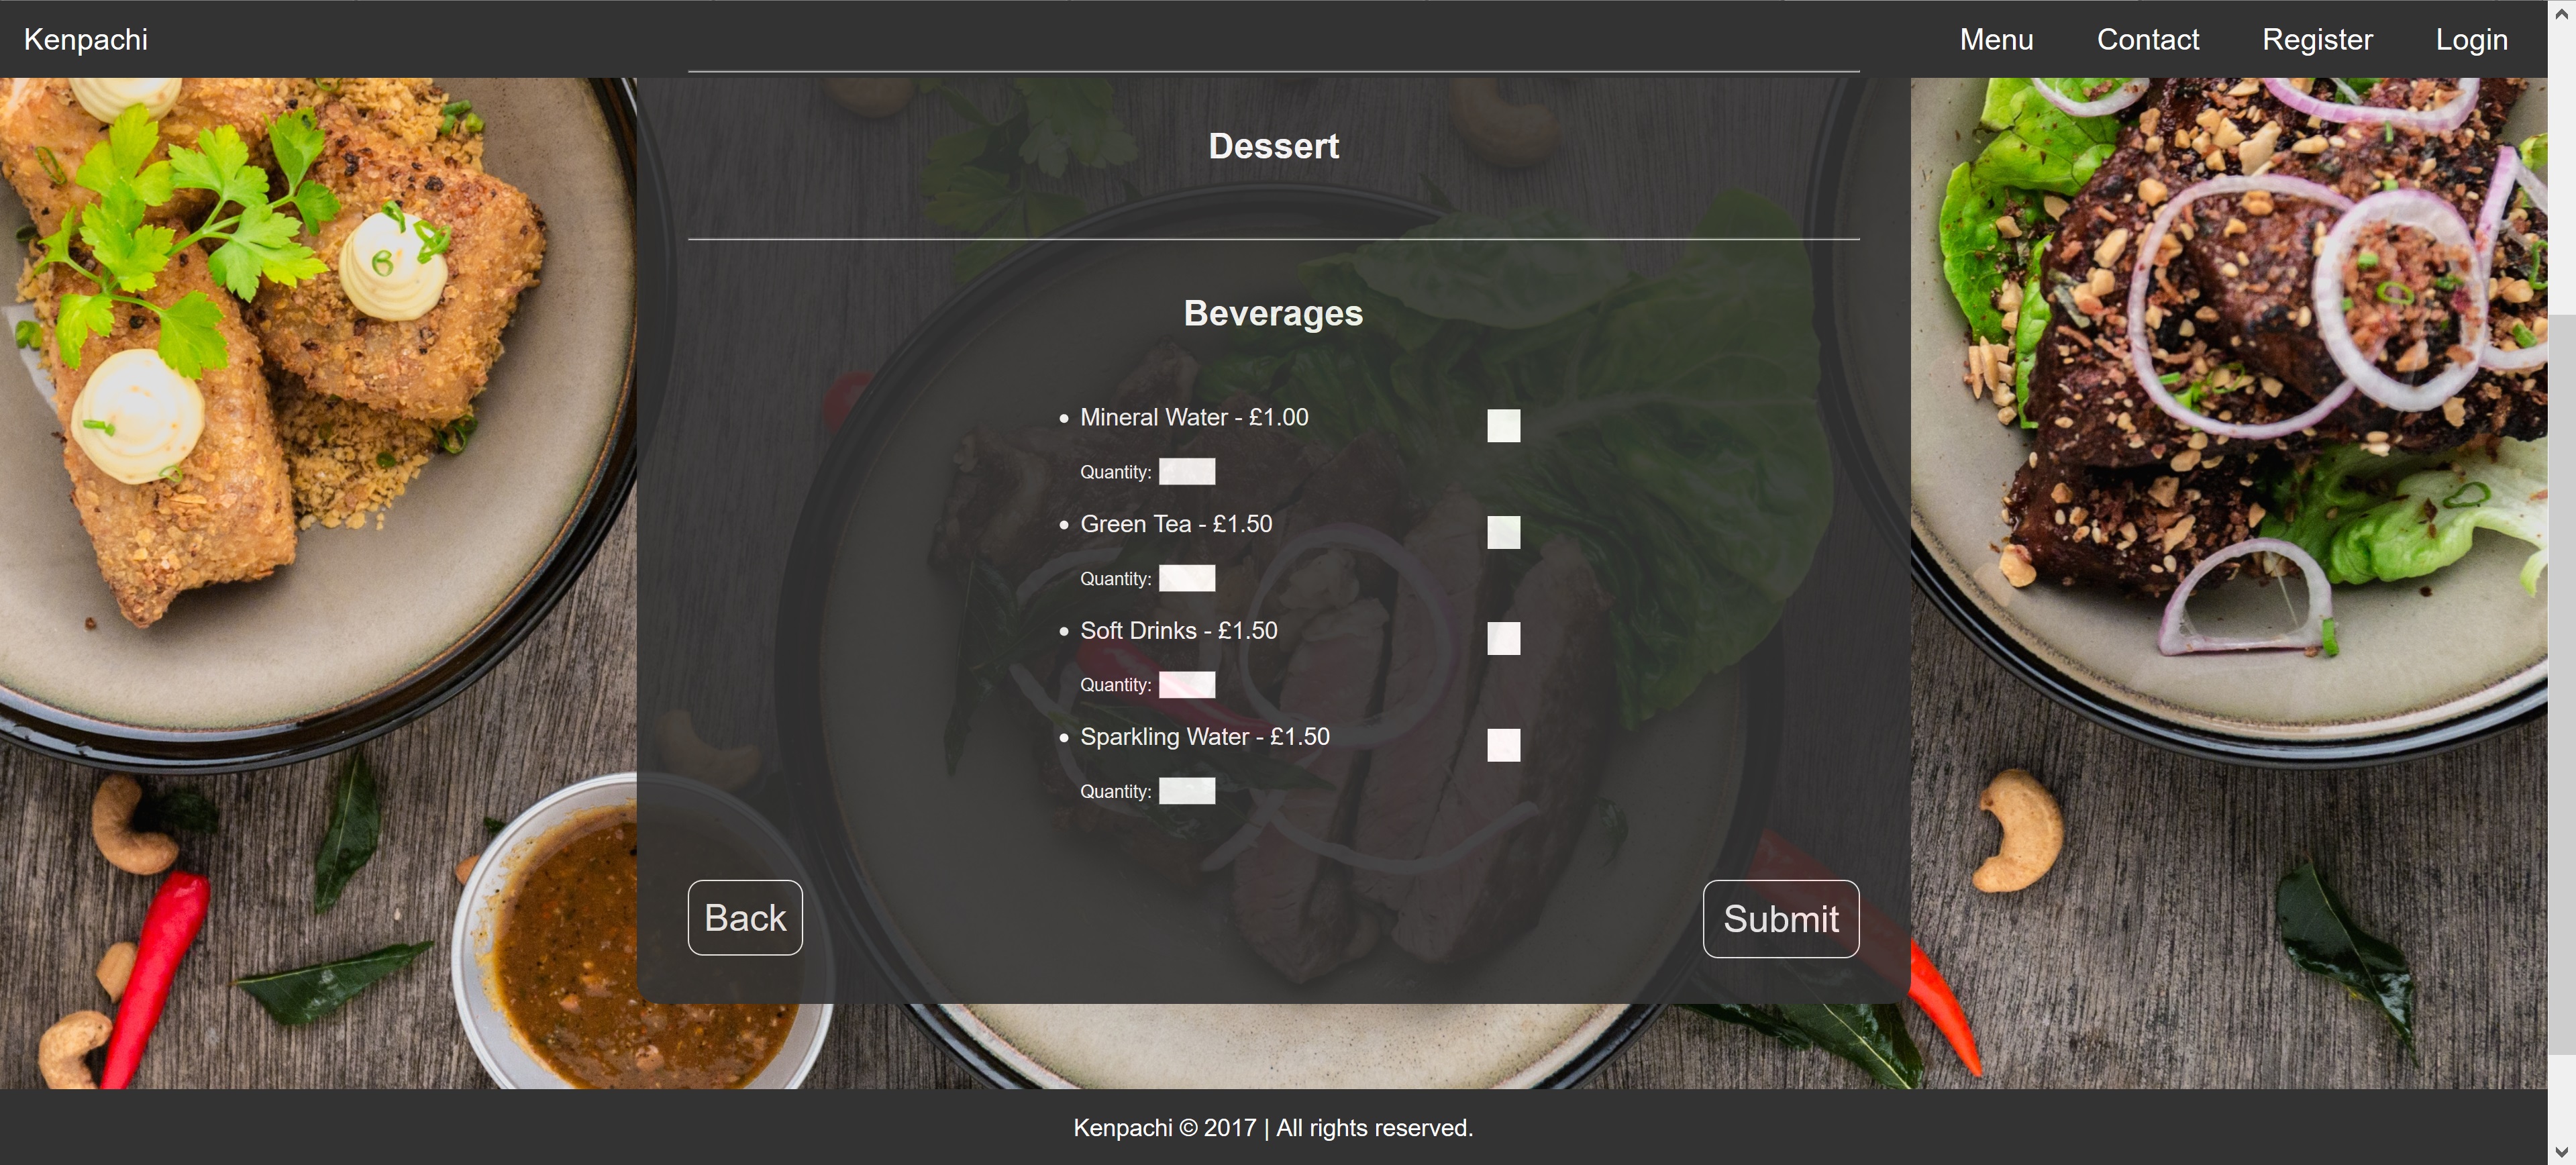 Kenpachi
Menu
Contact
Register
Login
Dessert
Beverages
Mineral Water - £1.00
Quantity:
Green Tea - £1.50
Quantity:
Soft Drinks - £1.50
Quantity:
Sparkling Water - £1.50
Quantity:
Back
Submit
Kenpachi © 2017 | All rights reserved.